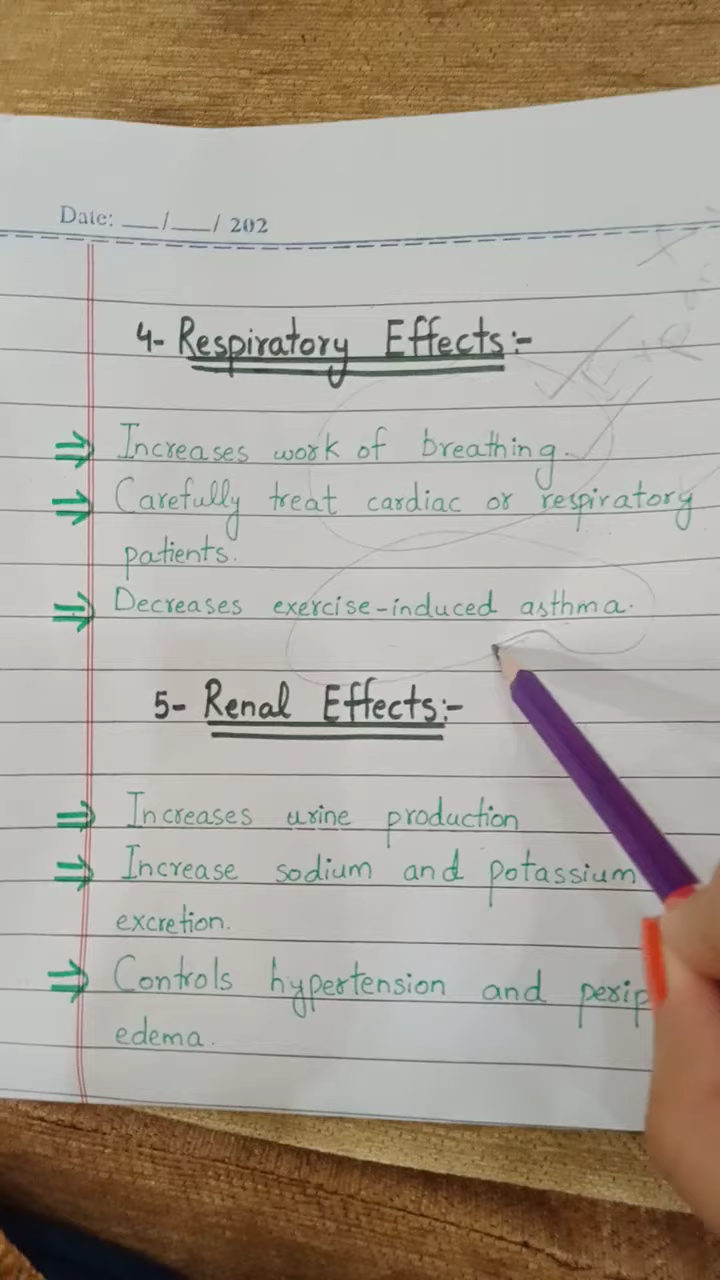 Date: __/__/ 202
4- Respiratory Effects:-
⇒ Increases work of breathing.
⇒ Carefully treat cardiac or respiratory
patients.
⇒ Decreases exercise-induced asthma.
5- Renal Effects:-
⇒ Increases urine production
⇒ Increase sodium and potassium
excretion.
⇒ Controls hypertension and
edema.